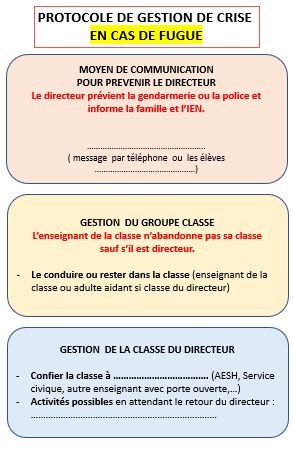 PROTOCOLE DE GESTION DE CRISE
EN CAS DE FUGUE
MOYEN DE COMMUNICATION
POUR PREVENIR LE DIRECTEUR
Le directeur prévient la gendarmerie ou la police et
informe la famille et l'IEN.
……………………………………………
( message par téléphone ou les élèves
……………………………………)
GESTION DU GROUPE CLASSE
L'enseignant de la classe n'abandonne pas sa classe
sauf s'il est directeur.
- Le conduire ou rester dans la classe (enseignant de la
classe ou adulte aidant si classe du directeur)
GESTION DE LA CLASSE DU DIRECTEUR
- Confier la classe à ………………………………… (AESH, Service
civique, autre enseignant avec porte ouverte,…)
- Activités possibles en attendant le retour du directeur :
……………………………………………………………………